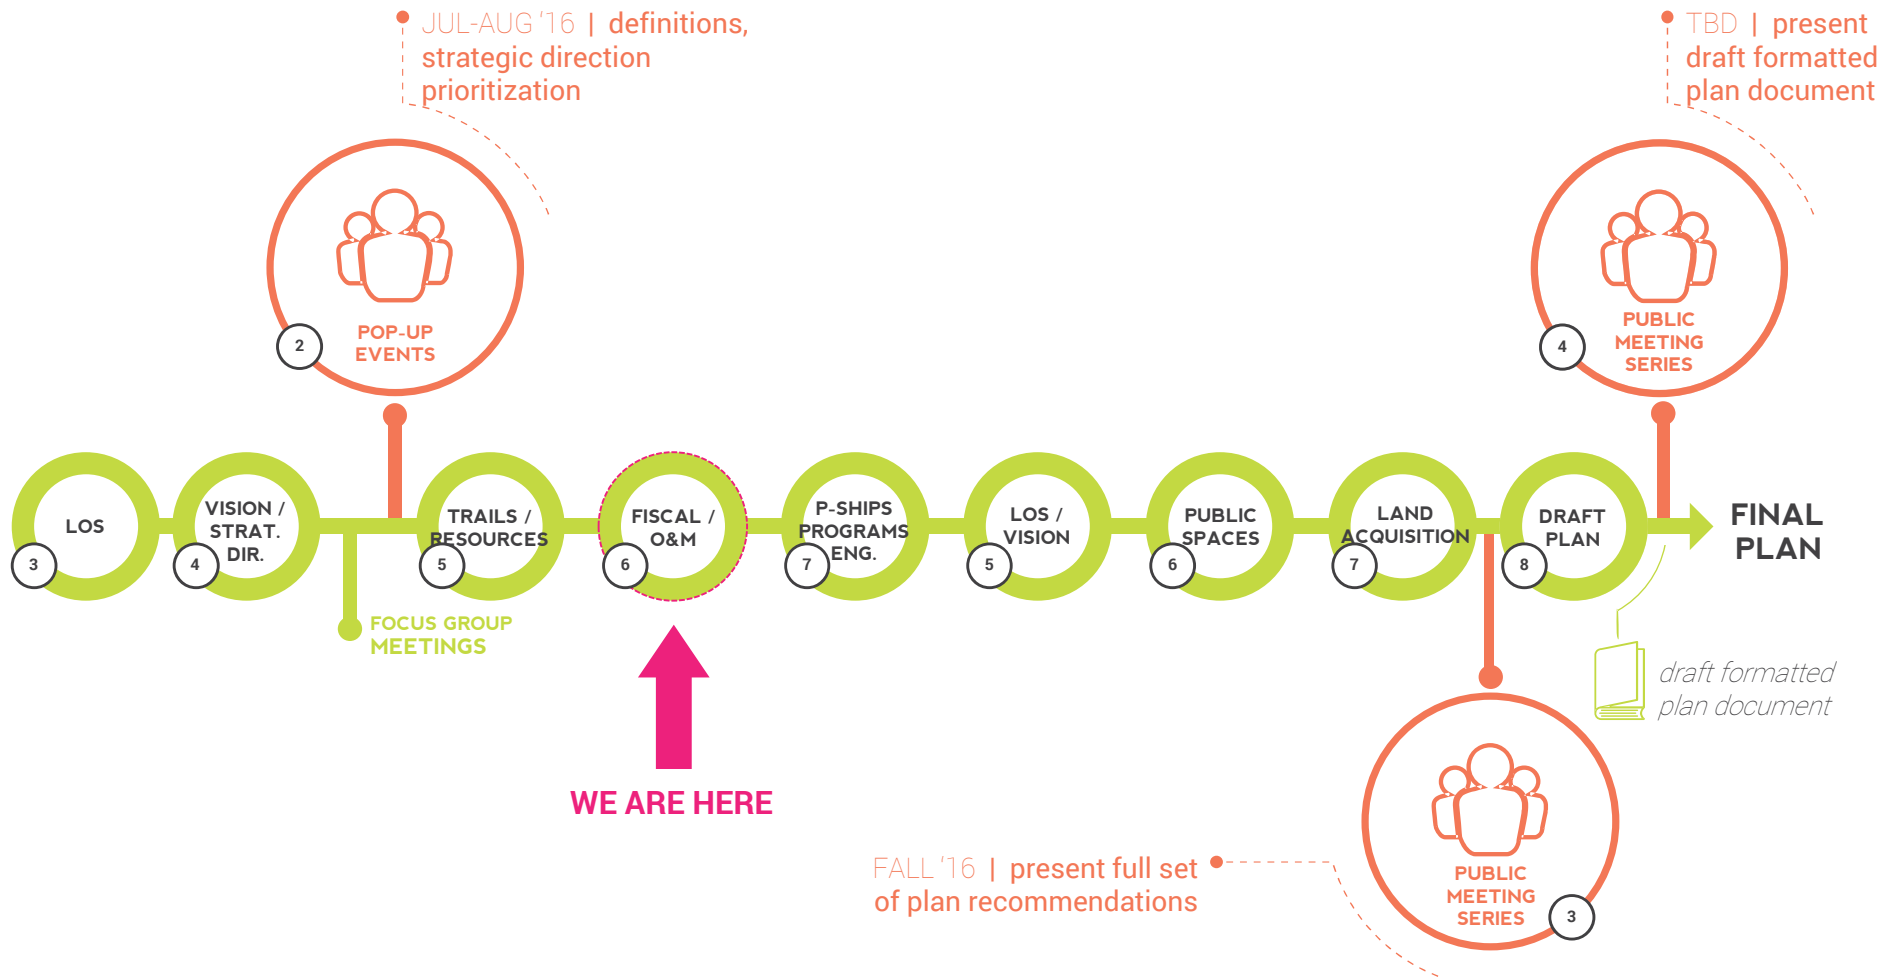 JUL-AUG '16 | definitions,
strategic direction
prioritization
TBD | present
draft formatted
plan document
POP-UP
EVENTS
2
PUBLIC
MEETING
SERIES
4
LOS
3
VISION /
STRAT.
DIR.
4
TRAILS /
RESOURCES
5
FISCAL /
O&M
6
P-SHIPS
PROGRAMS
ENG.
7
LOS /
VISION
5
PUBLIC
SPACES
6
LAND
ACQUISITION
7
DRAFT
PLAN
8
FINAL
PLAN
FOCUS GROUP
MEETINGS
draft formatted
plan document
WE ARE HERE
FALL '16 | present full set
of plan recommendations
PUBLIC
MEETING
SERIES
3